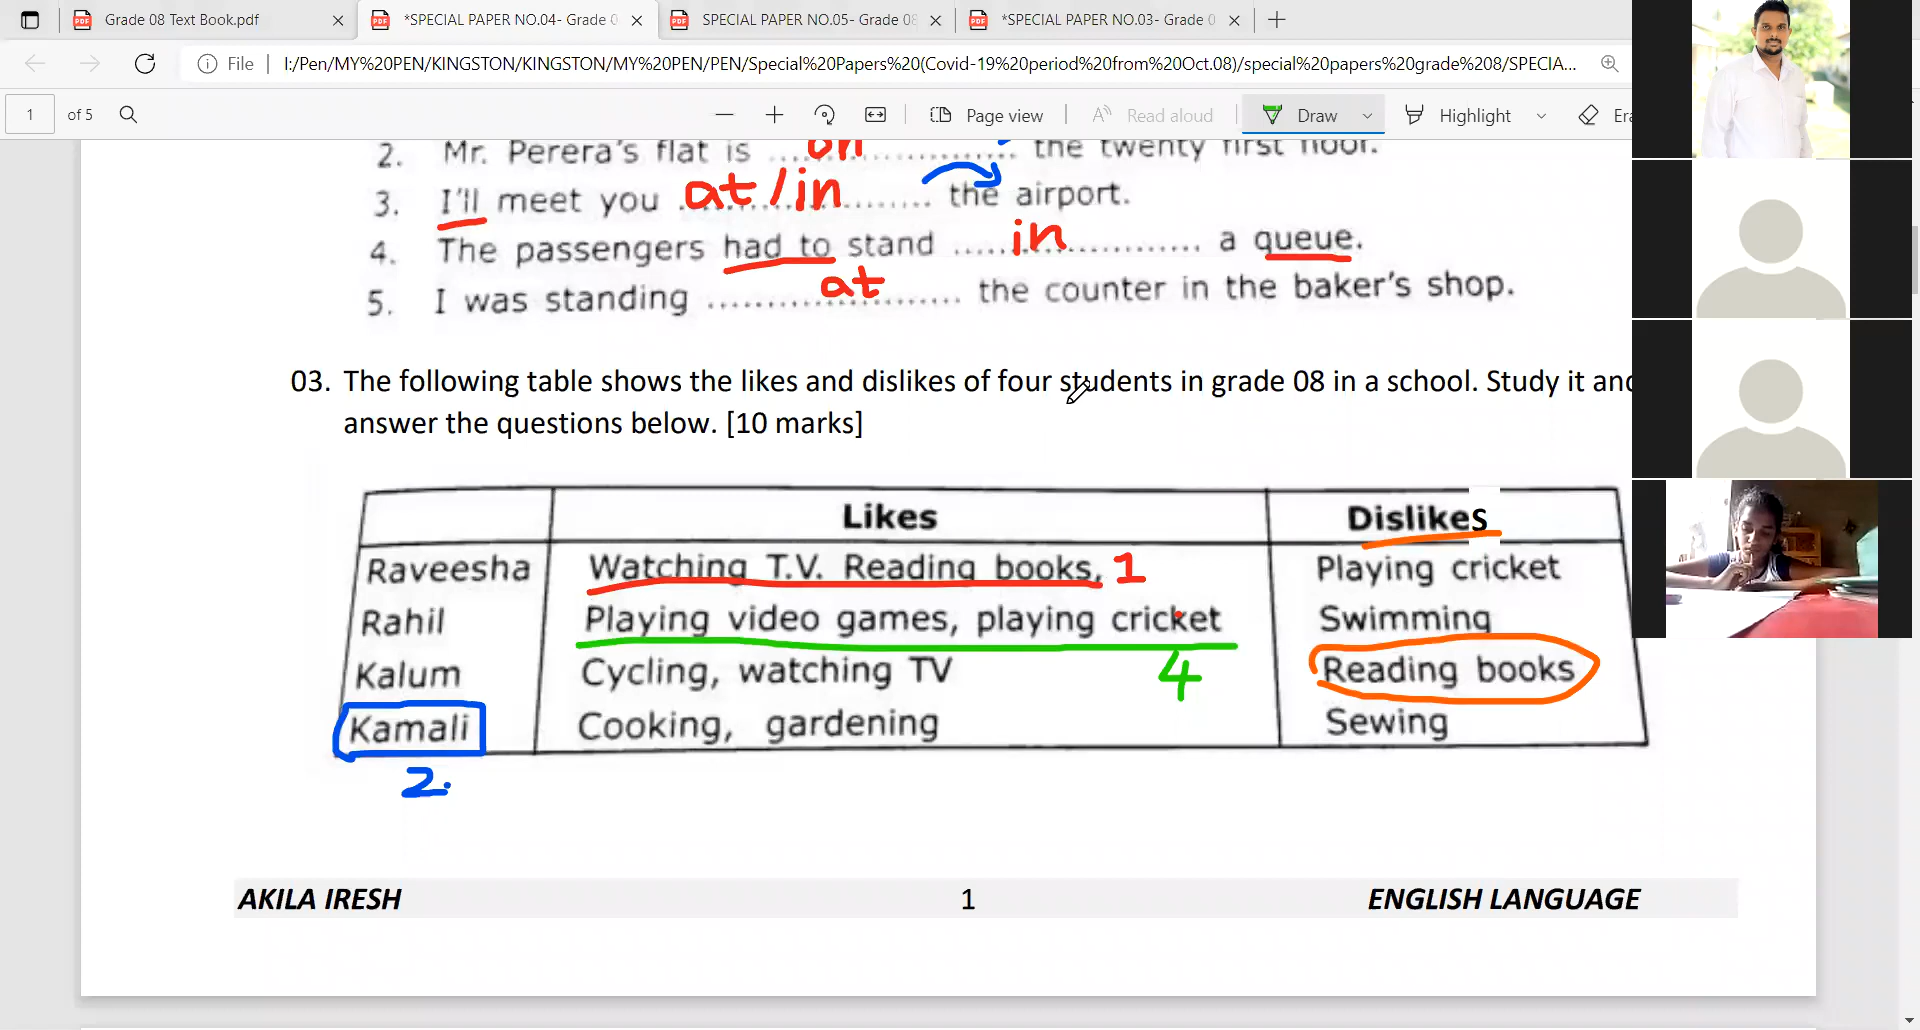 Grade 08 Text Book.pdf
*SPECIAL PAPER NO.04- Grade 0
SPECIAL PAPER NO.05- Grade 08
*SPECIAL PAPER NO.03- Grade 0
File
I:/Pen/MY%20PEN/KINGSTON/KINGSTON/MY%20PEN/PEN/Special%20Papers%20(Covid-19%20period%20from%20Oct.08)/special%20papers%20grade%208/SPECIA...
1 of 5
Page view
Read aloud
Draw
Highlight
Era
2. Mr. Perera's flat is ....on.................. the twenty first floor.
3. I'll meet you at/in ........................ the airport.
4. The passengers had to stand .....in.............. a queue.
5. I was standing ..........at............ the counter in the baker's shop.
03. The following table shows the likes and dislikes of four students in grade 08 in a school. Study it and
answer the questions below. [10 marks]
Likes Dislikes
Raveesha Watching T.V. Reading books, 1 Playing cricket
Rahil Playing video games, playing cricket Swimming
Kalum Cycling, watching TV 4 Reading books
Kamali Cooking, gardening Sewing
2.
AKILA IRESH 1 ENGLISH LANGUAGE